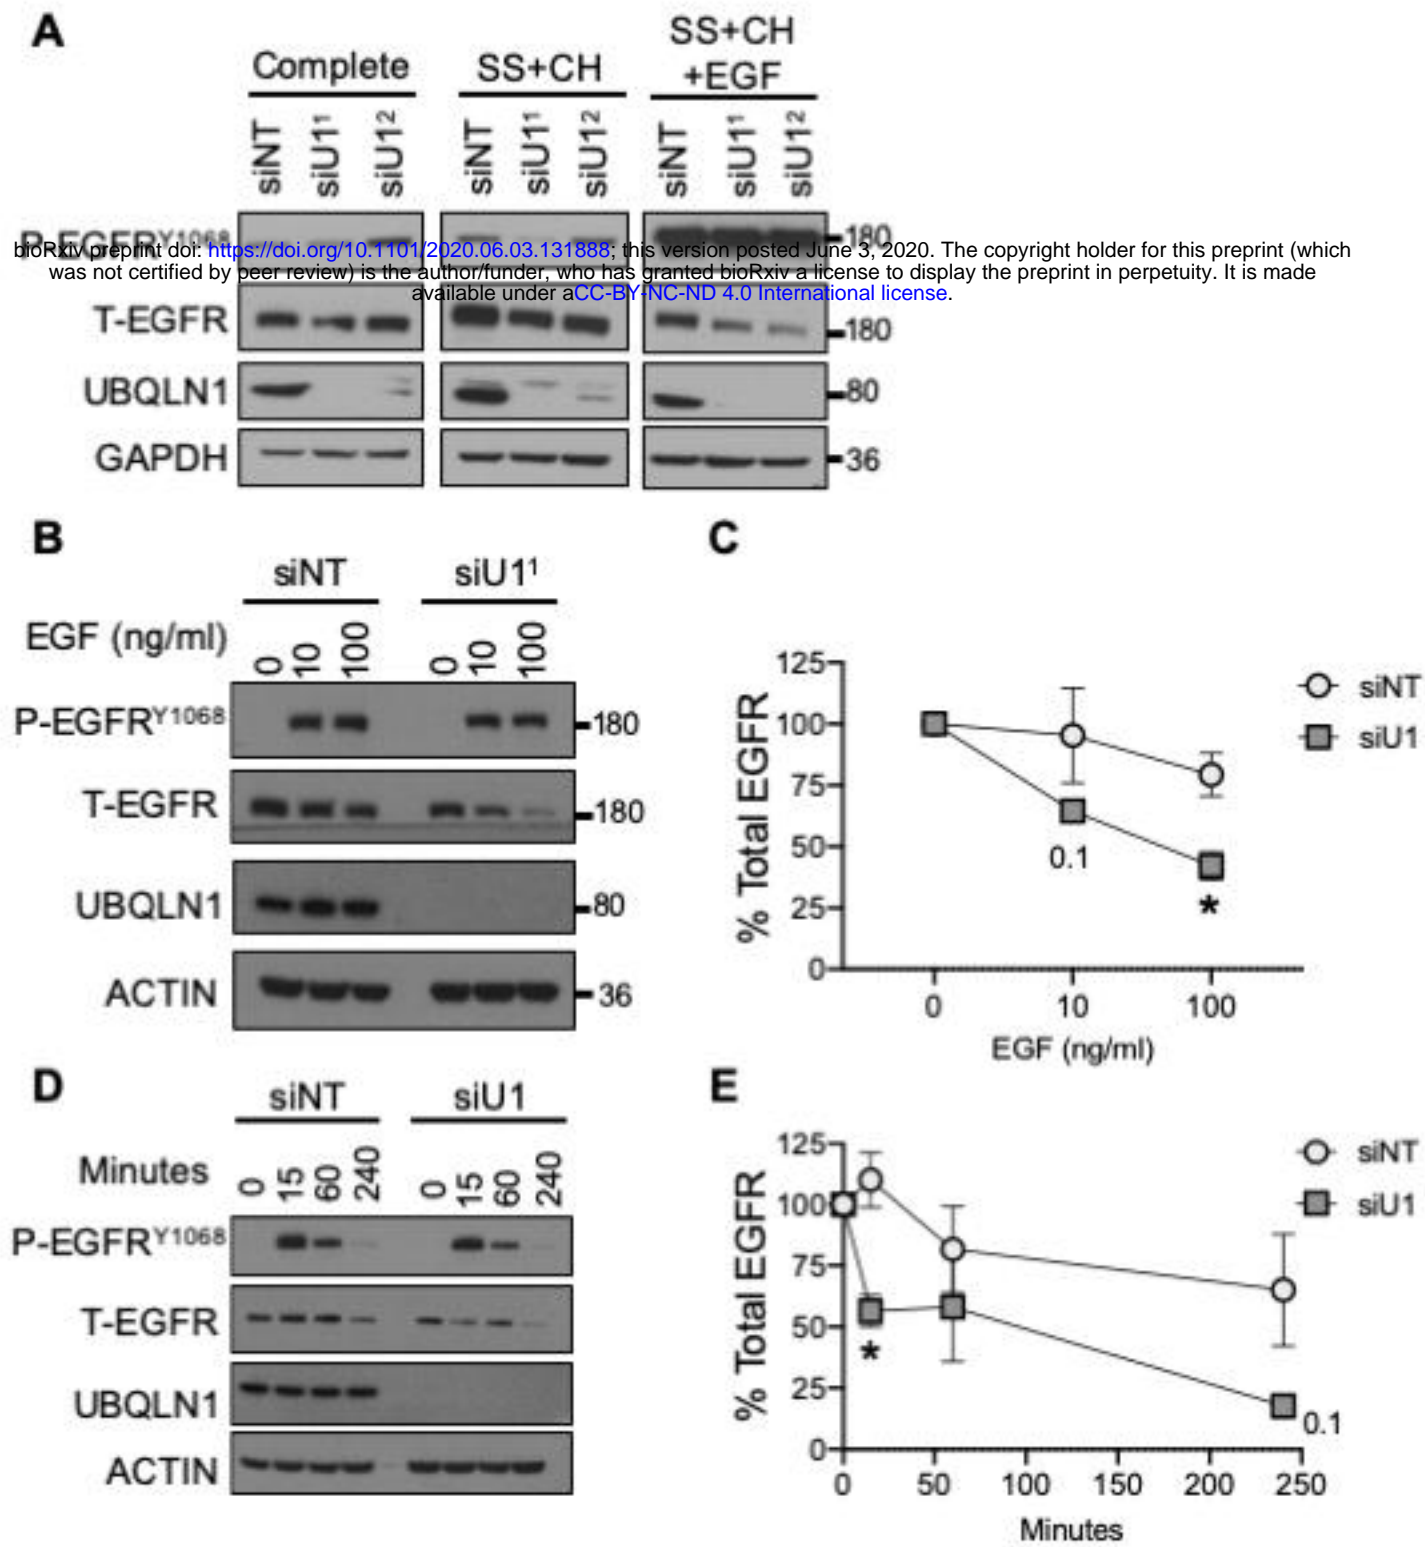 A
Complete
SS+CH
SS+CH
+EGF
siNT
siU1¹
siU1²
siNT
siU1¹
siU1²
siNT
siU1¹
siU1²
P-EGFRY1068
180
bioRxiv preprint doi: https://doi.org/10.1101/2020.06.03.131888; this version posted June 3, 2020. The copyright holder for this preprint (which
was not certified by peer review) is the author/funder, who has granted bioRxiv a license to display the preprint in perpetuity. It is made
available under aCC-BY-NC-ND 4.0 International license.
T-EGFR
180
UBQLN1
80
GAPDH
36
B
siNT
siU1¹
EGF (ng/ml)
0
10
100
0
10
100
P-EGFRY1068
180
T-EGFR
180
UBQLN1
80
ACTIN
36
C
% Total EGFR
125
100
75
50
25
0
0.1
*
0
10
100
EGF (ng/ml)
siNT
siU1
D
siNT
siU1
Minutes
0
15
60
240
0
15
60
240
P-EGFRY1068
T-EGFR
UBQLN1
ACTIN
E
% Total EGFR
125
100
75
50
25
0
*
0.1
0
50
100
150
200
250
Minutes
siNT
siU1